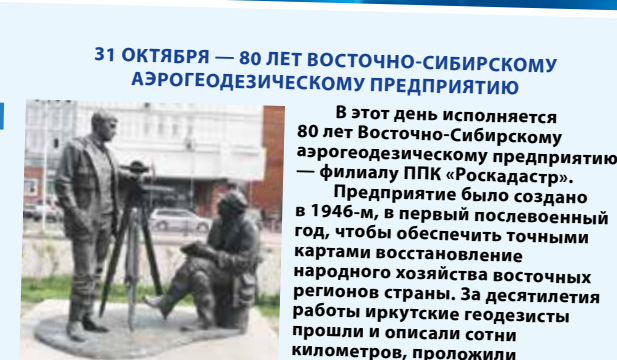 31 ОКТЯБРЯ — 80 ЛЕТ ВОСТОЧНО-СИБИРСКОМУ
АЭРОГЕОДЕЗИЧЕСКОМУ ПРЕДПРИЯТИЮ
В этот день исполняется
80 лет Восточно-Сибирскому
аэрогеодезическому предприятию
— филиалу ППК «Роскадастр».
Предприятие было создано
в 1946-м, в первый послевоенный
год, чтобы обеспечить точными
картами восстановление
народного хозяйства восточных
регионов страны. За десятилетия
работы иркутские геодезисты
прошли и описали сотни
километров, проложили